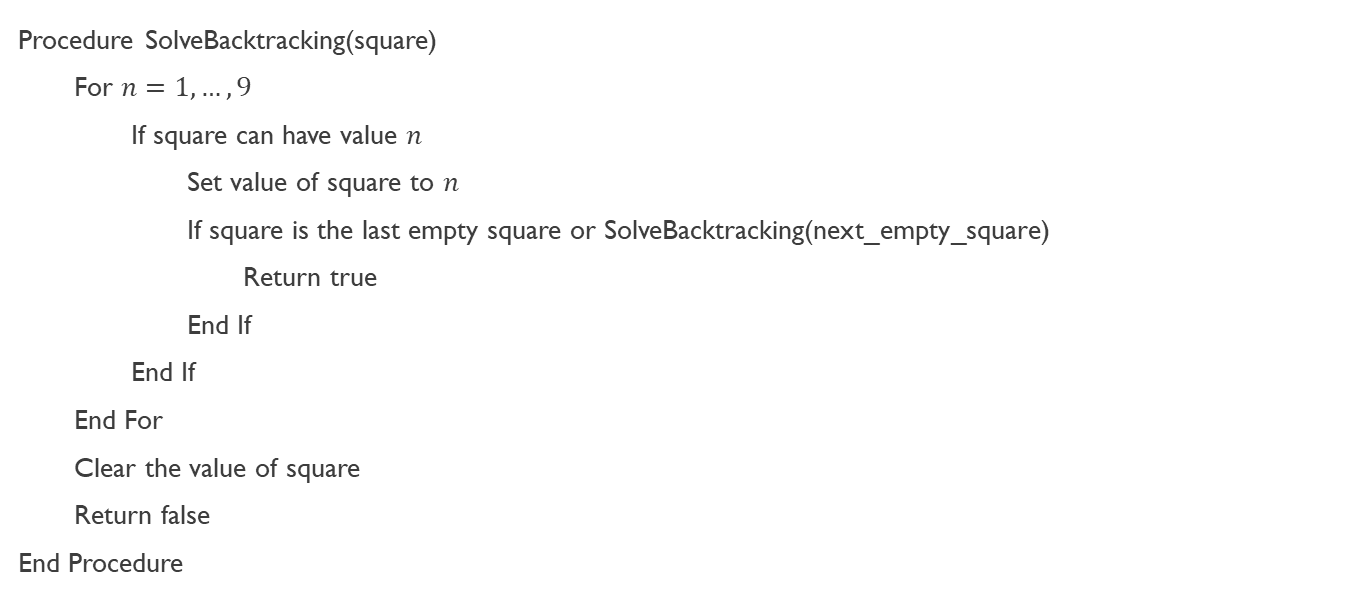 Procedure SolveBacktracking(square)
For n = 1, … , 9
If square can have value n
Set value of square to n
If square is the last empty square or SolveBacktracking(next_empty_square)
Return true
End If
End If
End For
Clear the value of square
Return false
End Procedure